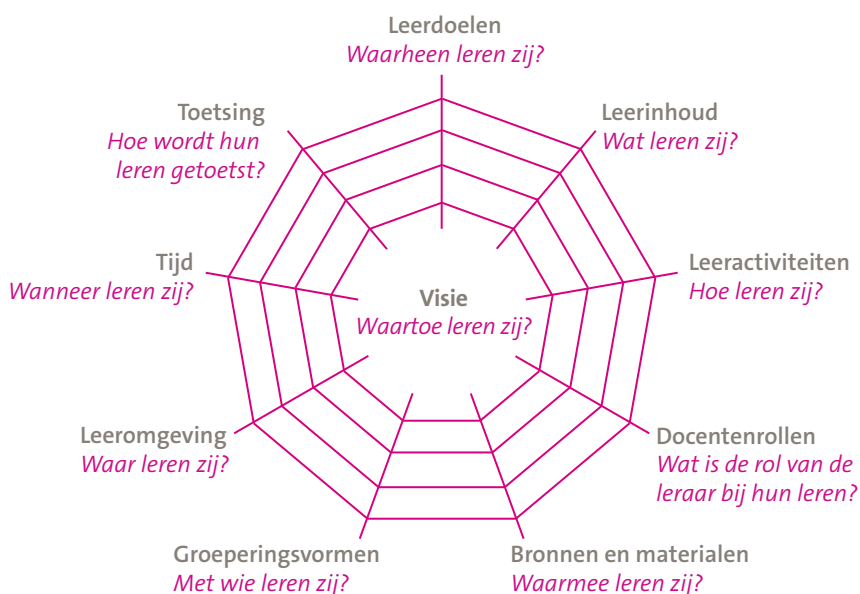 Leerdoelen
Waarheen leren zij?
Leerinhoud
Wat leren zij?
Leeractiviteiten
Hoe leren zij?
Docentenrollen
Wat is de rol van de
leraar bij hun leren?
Bronnen en materialen
Waarmee leren zij?
Groeperingsvormen
Met wie leren zij?
Leeromgeving
Waar leren zij?
Tijd
Wanneer leren zij?
Toetsing
Hoe wordt hun
leren getoetst?
Visie
Waartoe leren zij?